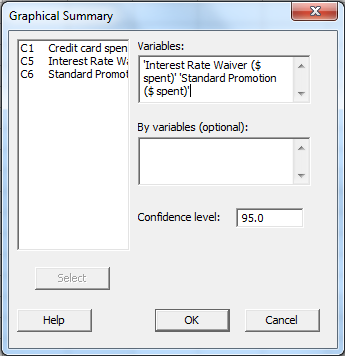 Graphical Summary
C1 Credit card spen
C5 Interest Rate Wa
C6 Standard Promot
Variables:
'Interest Rate Waiver ($
spent)' 'Standard Promotion
($ spent)'
By variables (optional):
Confidence level: 95.0
Select
Help OK Cancel